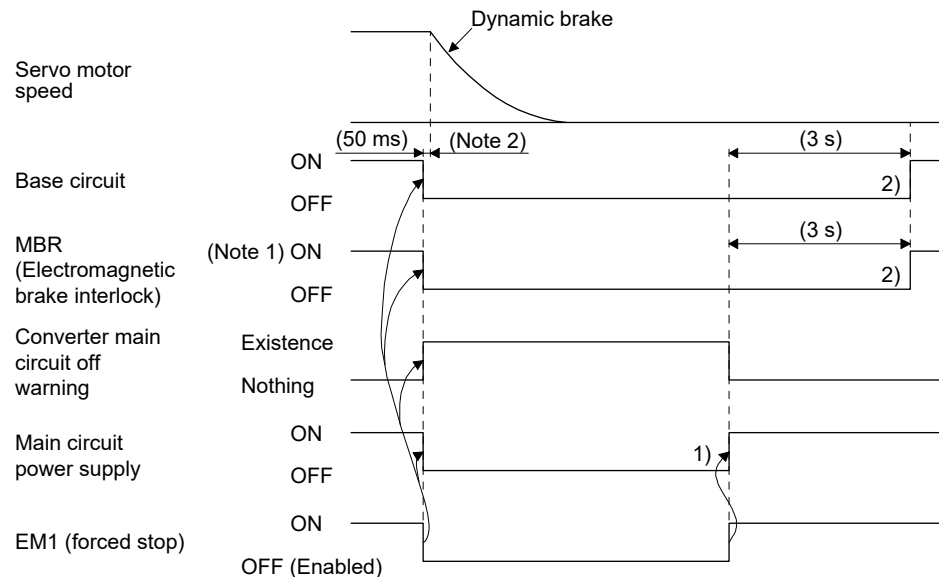 Dynamic brake
Servo motor
speed
(50 ms)
(Note 2)
(3 s)
Base circuit
ON
OFF
2)
MBR
(Electromagnetic
brake interlock)
(Note 1) ON
OFF
(3 s)
2)
Converter main
circuit off
warning
Existence
Nothing
Main circuit
power supply
ON
OFF
1)
EM1 (forced stop)
ON
OFF (Enabled)